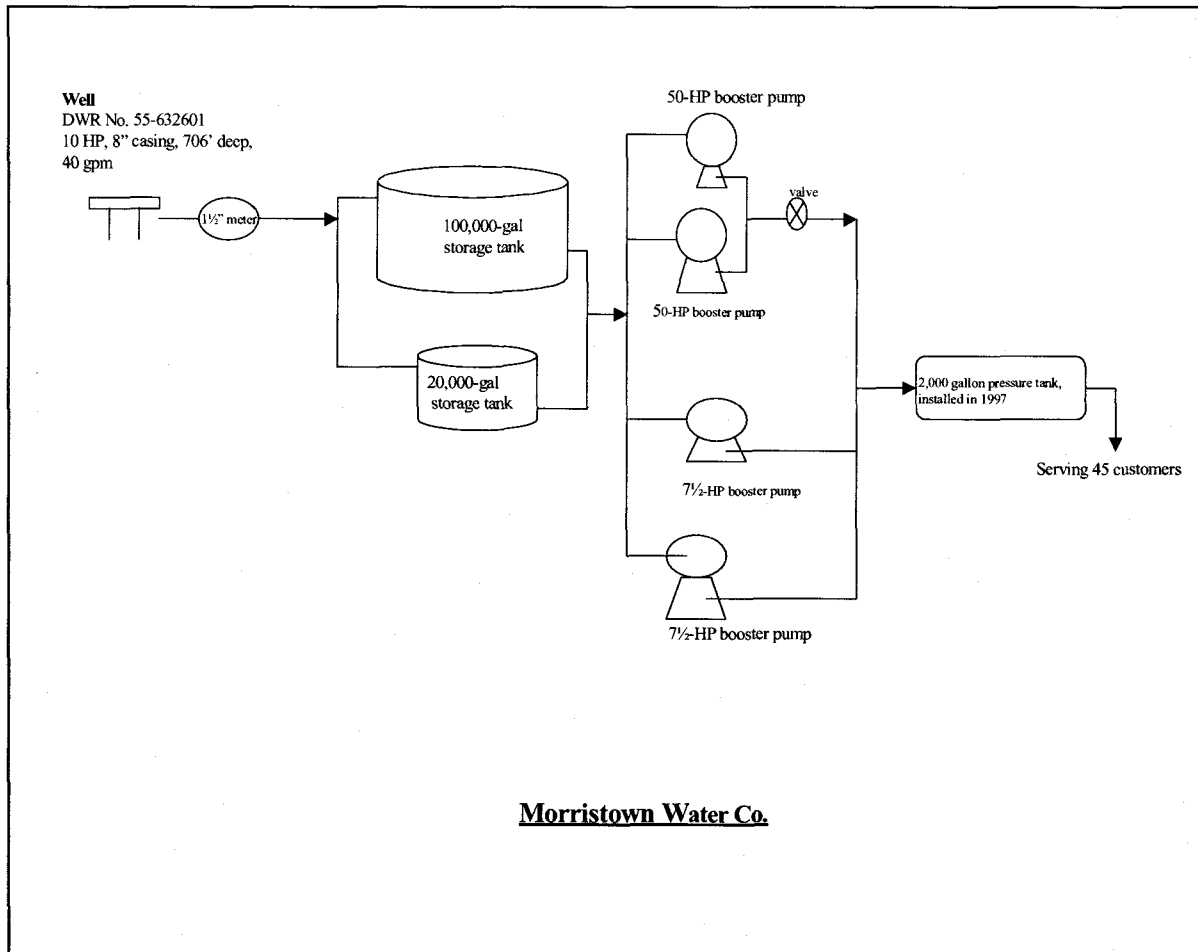 Well
DWR No. 55-632601
10 HP, 8" casing, 706' deep,
40 gpm
1½" meter
100,000-gal
storage tank
20,000-gal
storage tank
50-HP booster pump
valve
50-HP booster pump
7½-HP booster pump
7½-HP booster pump
2,000 gallon pressure tank,
installed in 1997
Serving 45 customers
Morristown Water Co.